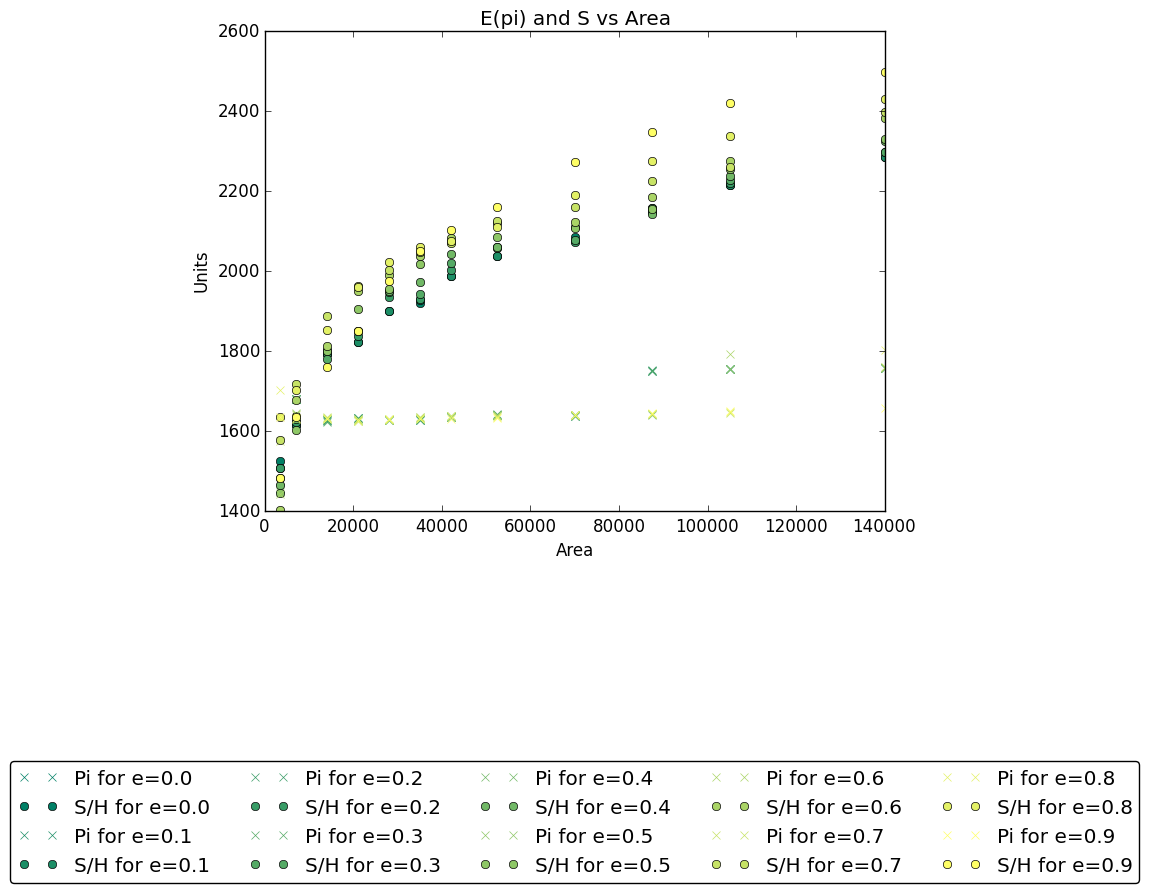 E(pi) and S vs Area
2600
2400
2200
2000
1800
1600
1400
Units
0 20000 40000 60000 80000 100000 120000 140000
Area
Pi for e=0.0 Pi for e=0.2 Pi for e=0.4 Pi for e=0.6 Pi for e=0.8
S/H for e=0.0 S/H for e=0.2 S/H for e=0.4 S/H for e=0.6 S/H for e=0.8
Pi for e=0.1 Pi for e=0.3 Pi for e=0.5 Pi for e=0.7 Pi for e=0.9
S/H for e=0.1 S/H for e=0.3 S/H for e=0.5 S/H for e=0.7 S/H for e=0.9